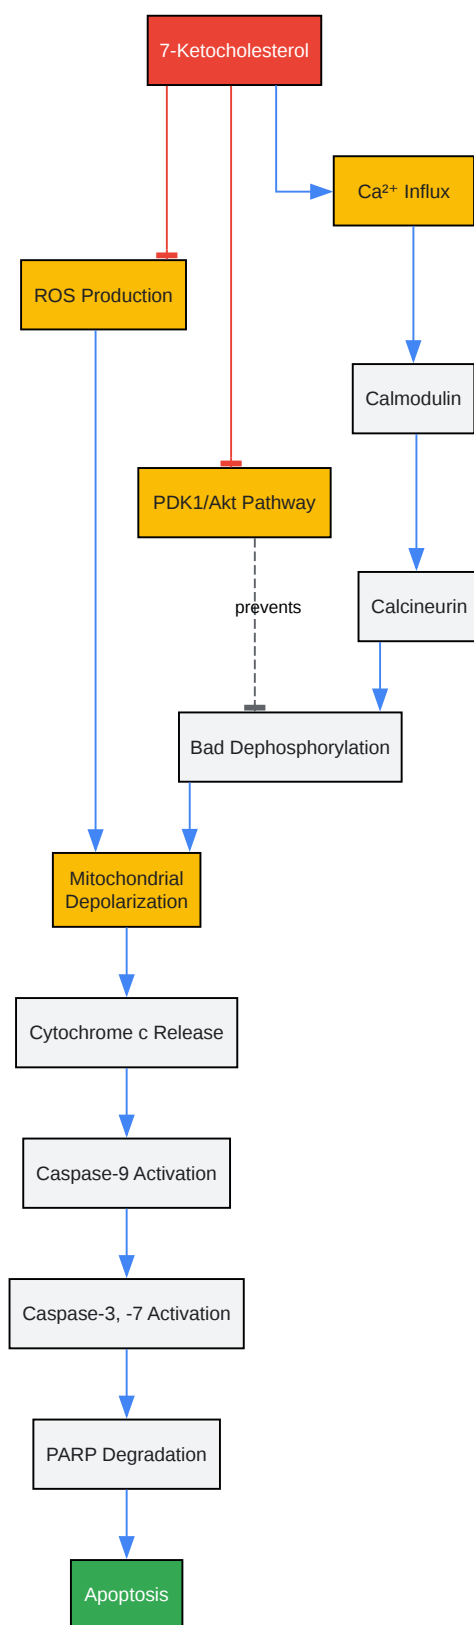 7-Ketocholesterol
Ca²⁺ Influx
ROS Production
Calmodulin
PDK1/Akt Pathway
Calcineurin
prevents
Bad Dephosphorylation
Mitochondrial
Depolarization
Cytochrome c Release
Caspase-9 Activation
Caspase-3, -7 Activation
PARP Degradation
Apoptosis